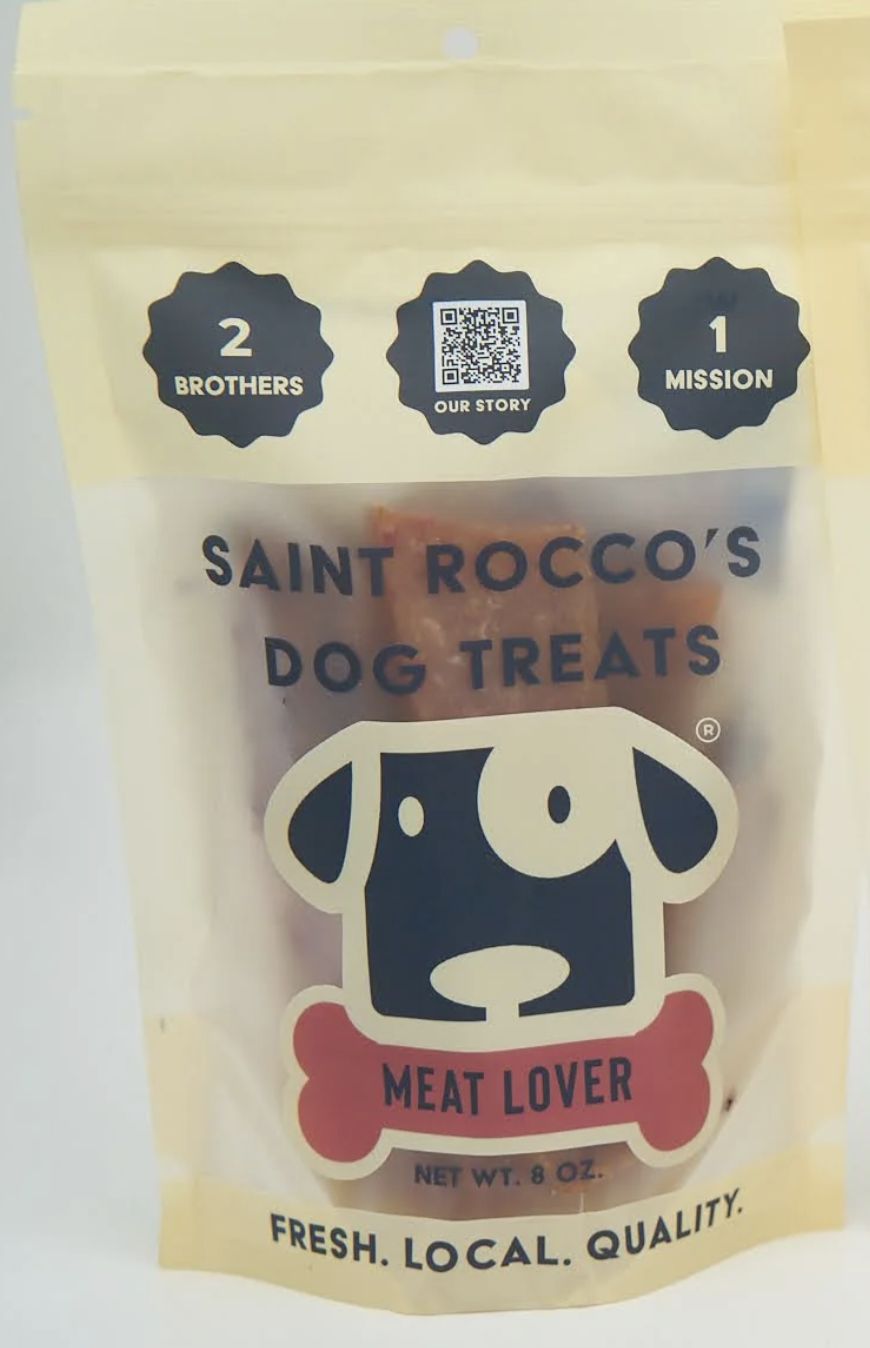 2
BROTHERS
OUR STORY
1
MISSION
SAINT ROCCO'S
DOG TREATS
®
MEAT LOVER
NET WT. 8 OZ.
FRESH. LOCAL. QUALITY.